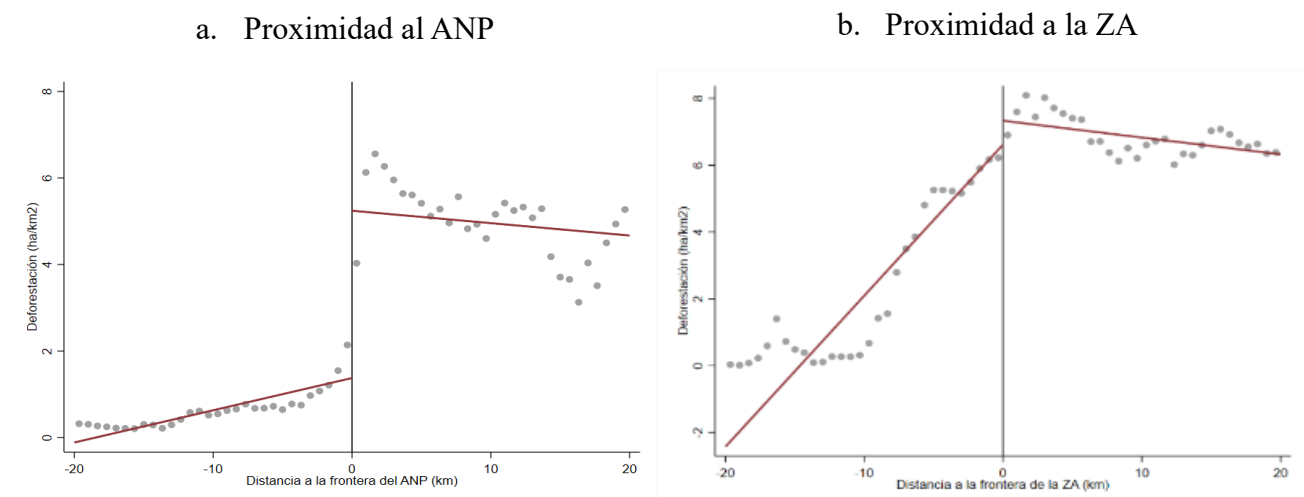 a. Proximidad al ANP
8
6
4
2
0
Deforestación (ha/km2)
-20 -10 0 10 20
Distancia a la frontera del ANP (km)
b. Proximidad a la ZA
8
6
4
2
0
-2
Deforestación (ha/km2)
-20 -10 0 10 20
Distancia a la frontera de la ZA (km)